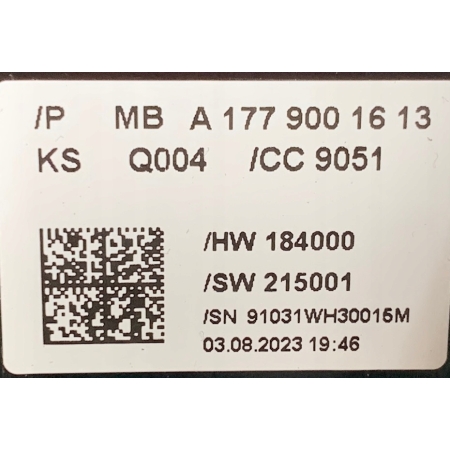 /P MB A 177 900 16 13
KS Q004 /CC 9051
/HW 184000
/SW 215001
/SN 91031WH30015M
03.08.2023 19:46